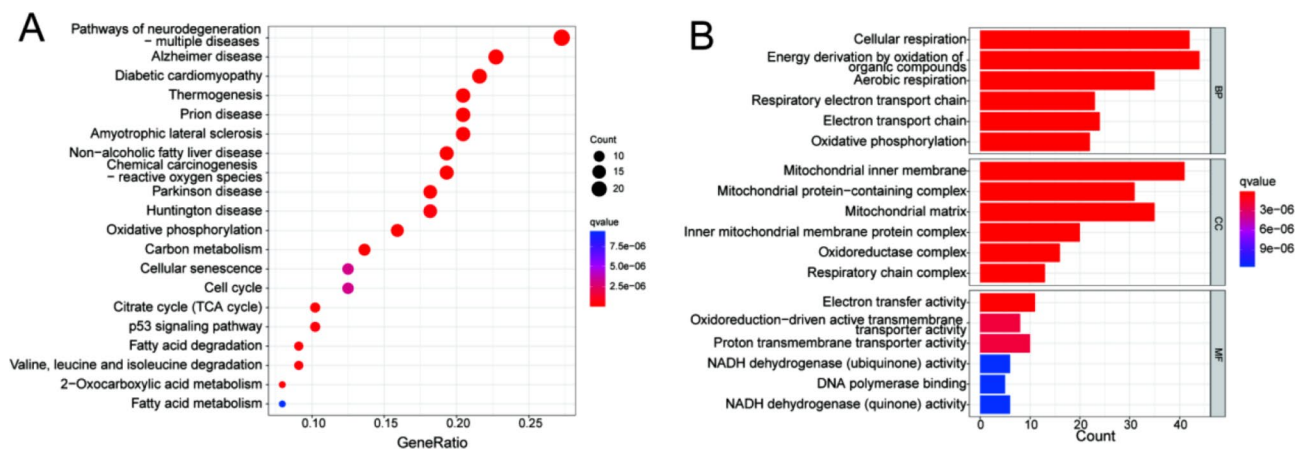 A
Pathways of neurodegeneration
− multiple diseases
Alzheimer disease
Diabetic cardiomyopathy
Thermogenesis
Prion disease
Amyotrophic lateral sclerosis
Non−alcoholic fatty liver disease
Chemical carcinogenesis
− reactive oxygen species
Parkinson disease
Huntington disease
Oxidative phosphorylation
Carbon metabolism
Cellular senescence
Cell cycle
Citrate cycle (TCA cycle)
p53 signaling pathway
Fatty acid degradation
Valine, leucine and isoleucine degradation
2−Oxocarboxylic acid metabolism
Fatty acid metabolism
0.10 0.15 0.20 0.25
GeneRatio
Count
10
15
20
qvalue
7.5e−06
5.0e−06
2.5e−06
B
Cellular respiration
Energy derivation by oxidation of
organic compounds
Aerobic respiration
Respiratory electron transport chain
Electron transport chain
Oxidative phosphorylation
BP
Mitochondrial inner membrane
Mitochondrial protein−containing complex
Mitochondrial matrix
Inner mitochondrial membrane protein complex
Oxidoreductase complex
Respiratory chain complex
CC
Electron transfer activity
Oxidoreduction−driven active transmembrane
transporter activity
Proton transmembrane transporter activity
NADH dehydrogenase (ubiquinone) activity
DNA polymerase binding
NADH dehydrogenase (quinone) activity
MF
0 10 20 30 40
Count
qvalue
3e−06
6e−06
9e−06